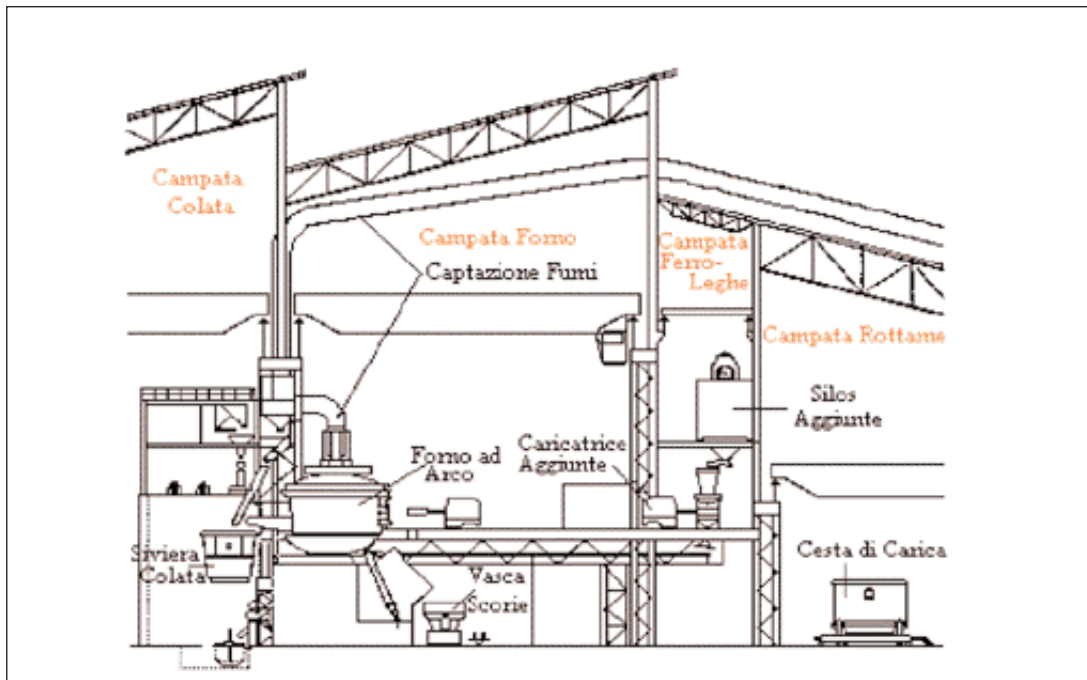 Campata
Colata
Campata Forno
Captazione Fumi
Campata
Ferro-
Leghe
Campata Rottame
Silos
Aggiunte
Forno ad
Arco
Caricatrice
Aggiunte
Siviera
Colata
Vasca
Scorie
Cesta di Carica